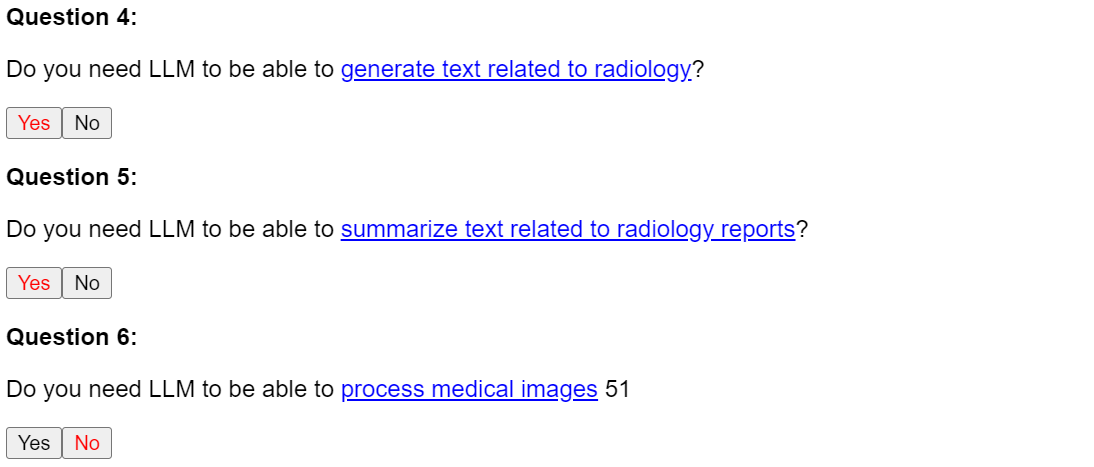 Question 4:
Do you need LLM to be able to generate text related to radiology?
Yes No
Question 5:
Do you need LLM to be able to summarize text related to radiology reports?
Yes No
Question 6:
Do you need LLM to be able to process medical images 51
Yes No